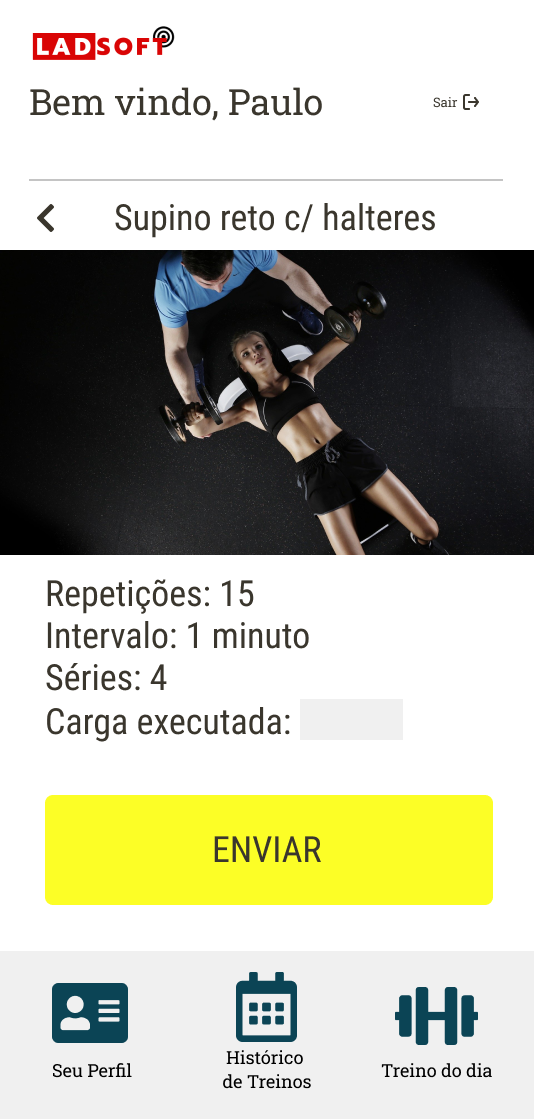 LADSOFT
Bem vindo, Paulo
Sair
Supino reto c/ halteres
Repetições: 15
Intervalo: 1 minuto
Séries: 4
Carga executada:
ENVIAR
Seu Perfil
Histórico
de Treinos
Treino do dia